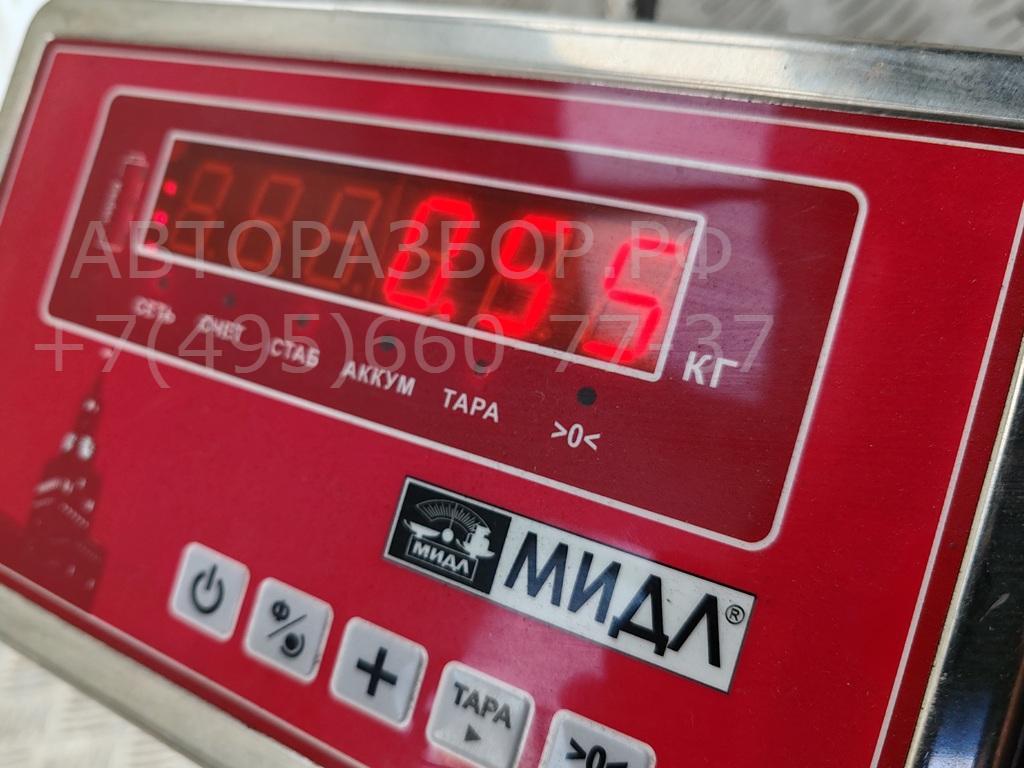 0.55
АВТОРАЗБОР.РФ
+7(495)660-77-37
СЕТЬ СЧЕТ СТАБ АККУМ ТАРА >0< КГ
МИДЛ МИДЛ®
Ф
ТАРА
>0<